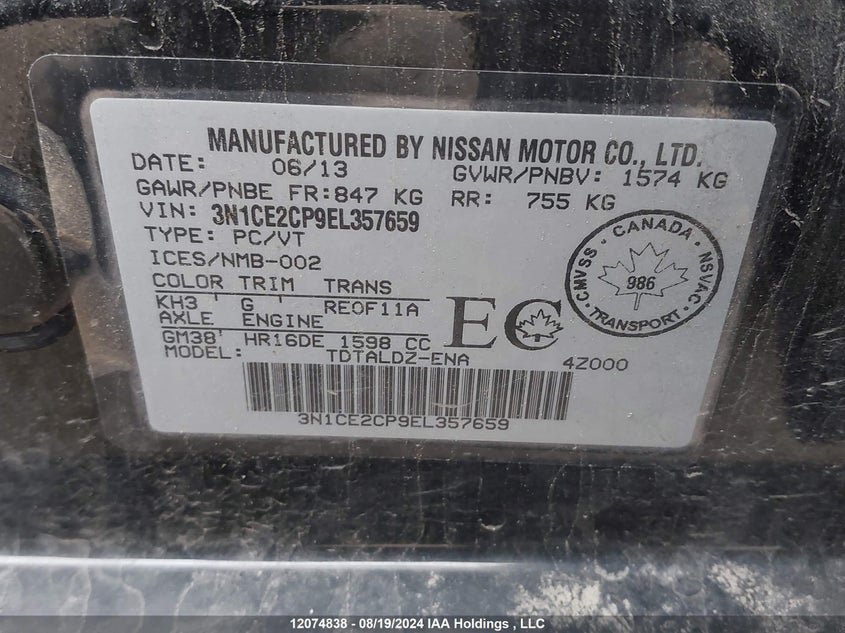 MANUFACTURED BY NISSAN MOTOR CO., LTD.
DATE: 06/13 GVWR/PNBV: 1574 KG
GAWR/PNBE FR:847 KG RR: 755 KG
VIN: 3N1CE2CP9EL357659
TYPE: PC/VT
ICES/NMB-002
COLOR TRIM TRANS
KH3 G RE0F11A
AXLE ENGINE
GM38 HR16DE 1598 CC
MODEL: TDTALDZ-ENA 4Z000
3N1CE2CP9EL357659
EC
CANADA
CMVSS - NSVAC
986
TRANSPORT
12074838 - 08/19/2024 IAA Holdings , LLC